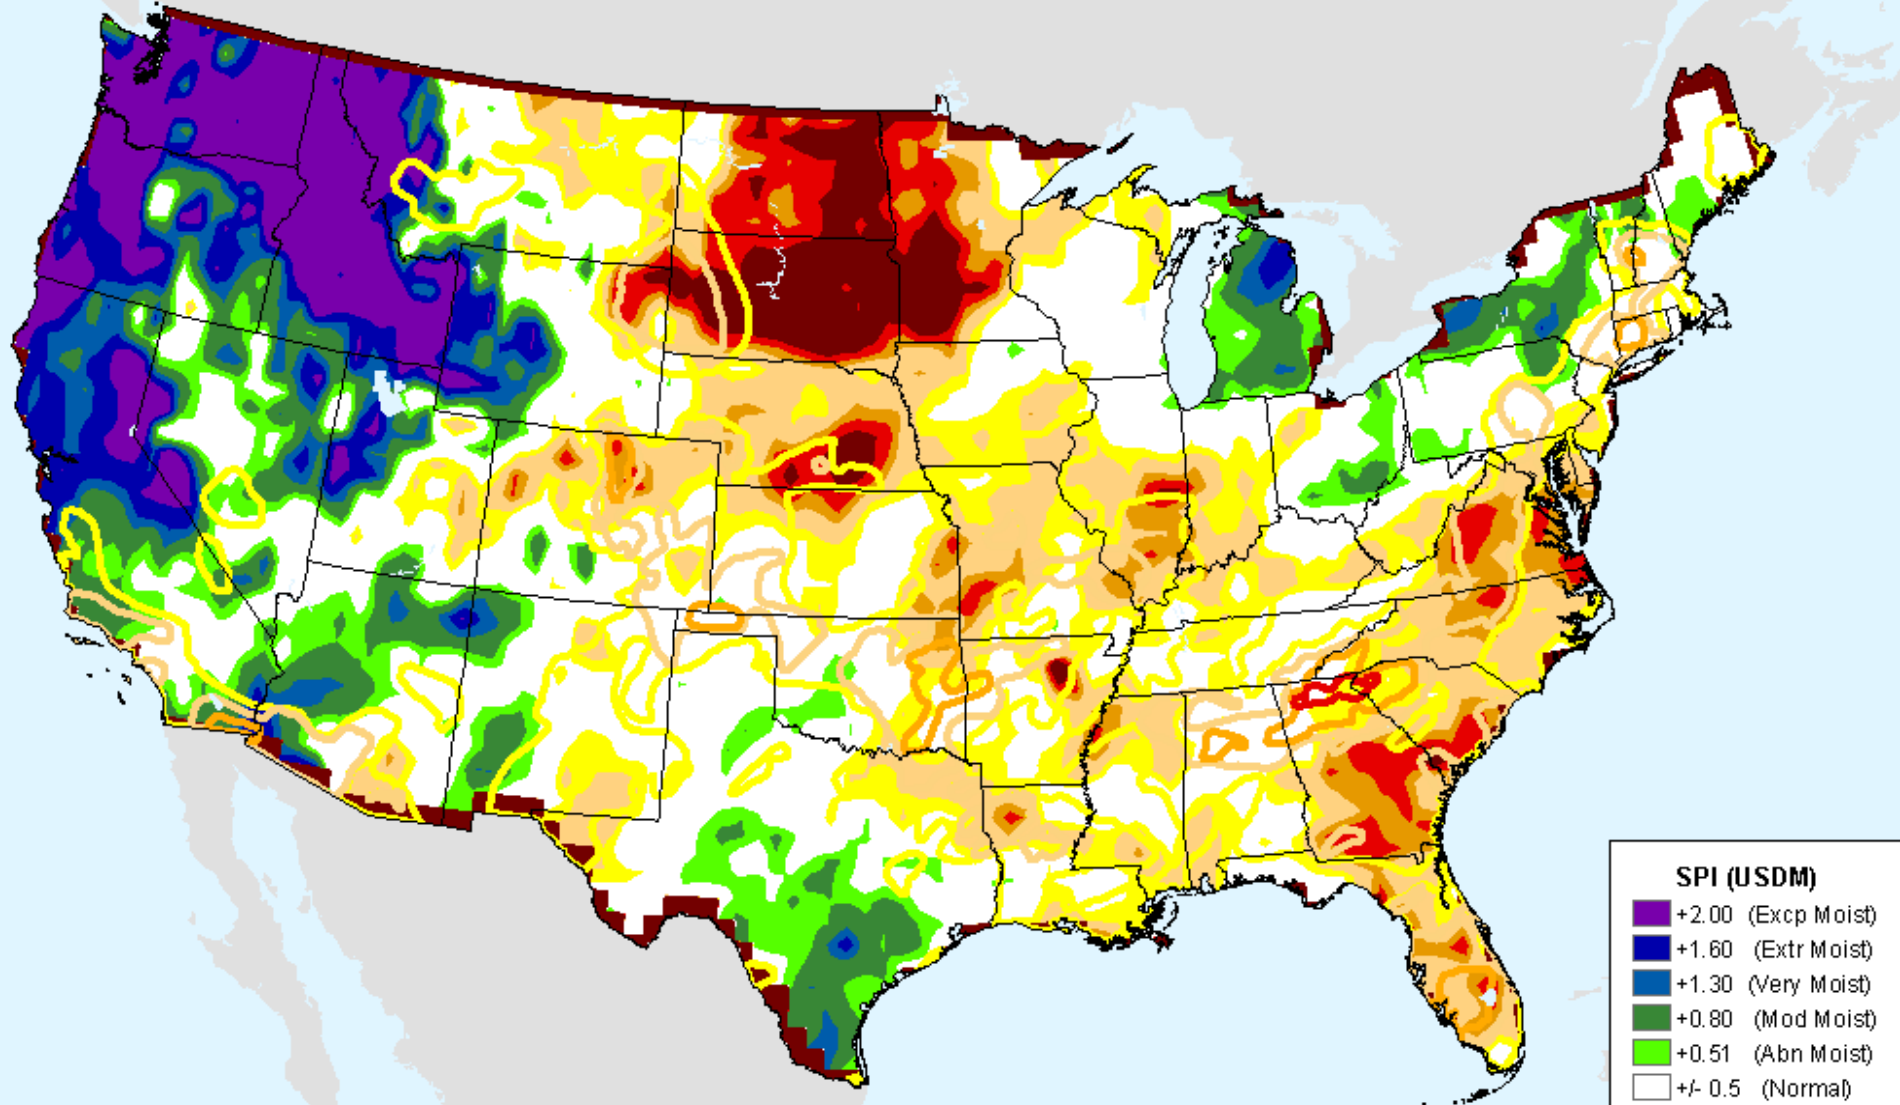 SPI (USDM)
+2.00 (Excp Moist)
+1.60 (Extr Moist)
+1.30 (Very Moist)
+0.80 (Mod Moist)
+0.51 (Abn Moist)
+/- 0.5 (Normal)